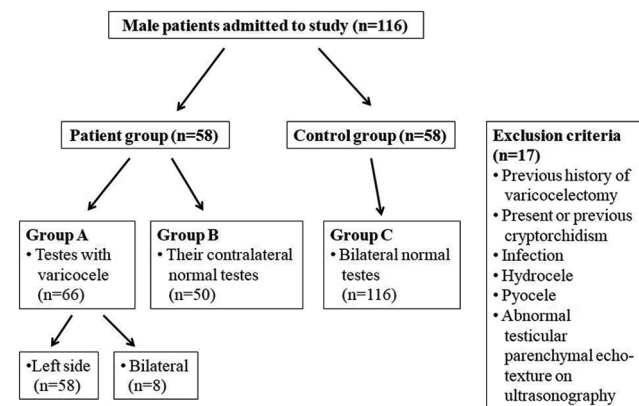 Male patients admitted to study (n=116)
Patient group (n=58)
Control group (n=58)
Group A
• Testes with
varicocele
(n=66)
Group B
• Their contralateral
normal testes
(n=50)
Group C
• Bilateral normal
testes
(n=116)
•Left side
(n=58)
•Bilateral
(n=8)
Exclusion criteria
(n=17)
• Previous history of
varicocelectomy
• Present or previous
cryptorchidism
• Infection
• Hydrocele
• Pyocele
• Abnormal
testicular
parenchymal echo-
texture on
ultrasonography